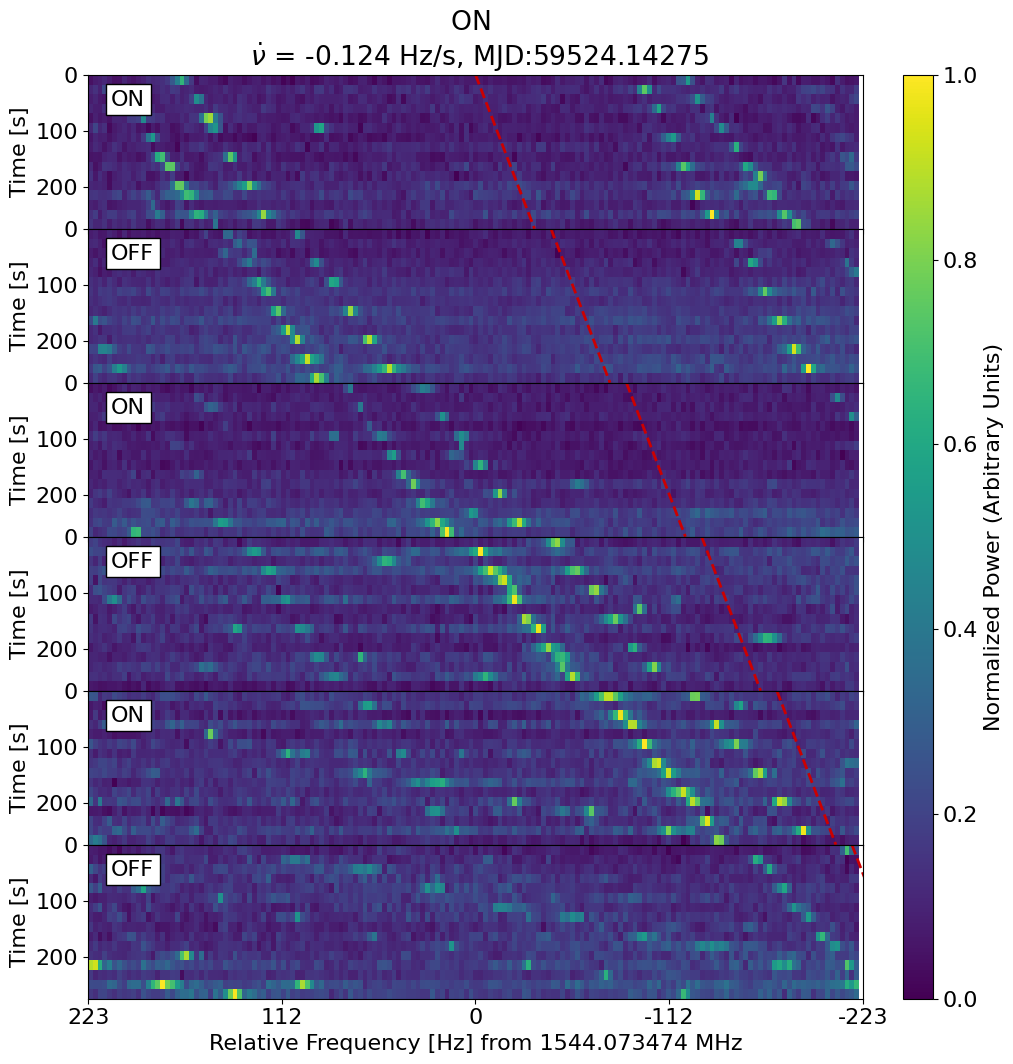 ON
ν̇ = -0.124 Hz/s, MJD:59524.14275
0
ON
100
200
Time [s]
0
OFF
100
200
Time [s]
0
ON
100
200
Time [s]
0
OFF
100
200
Time [s]
0
ON
100
200
Time [s]
0
OFF
100
200
Time [s]
223
112
0
-112
-223
Relative Frequency [Hz] from 1544.073474 MHz
1.0
0.8
0.6
0.4
0.2
0.0
Normalized Power (Arbitrary Units)